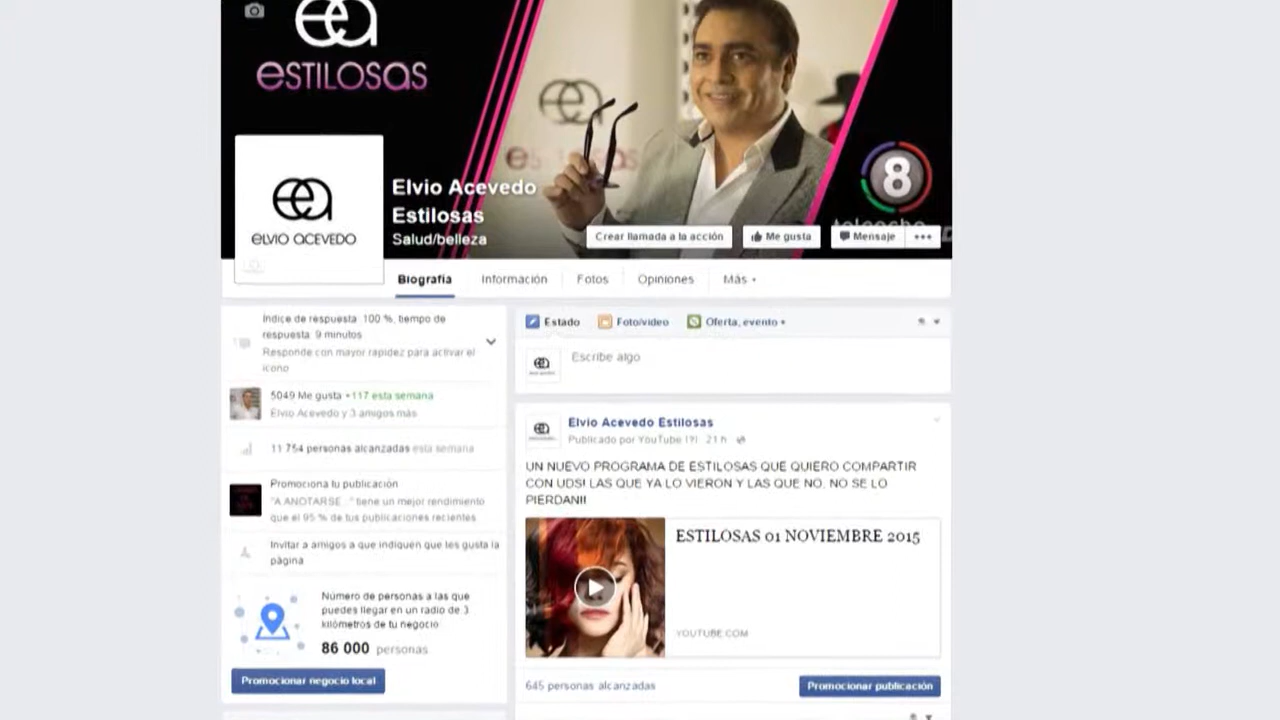 ea
ESTILOSAS
ea
8
teleocho
Elvio Acevedo
Estilosas
Salud/belleza
Crear llamada a la acción
Me gusta
Mensaje
•••
ea
ELVIO ACEVEDO
Biografía
Información
Fotos
Opiniones
Más
Índice de respuesta: 100 %, tiempo de
respuesta: 9 minutos
Responde con mayor rapidez para activar el
icono
5049 Me gusta +117 esta semana
Elvio Acevedo y 3 amigos más
11 754 personas alcanzadas esta semana
Promociona tu publicación
"A ANOTARSE..." tiene un mejor rendimiento
que el 95 % de tus publicaciones recientes
Invitar a amigos a que indiquen que les gusta la
página
Número de personas a las que
puedes llegar en un radio de 3
kilómetros de tu negocio
86 000 personas
Promocionar negocio local
Estado
Foto/video
Oferta, evento +
Escribe algo
Elvio Acevedo Estilosas
Publicado por YouTube [?] · 21 h
UN NUEVO PROGRAMA DE ESTILOSAS QUE QUIERO COMPARTIR
CON UDS! LAS QUE YA LO VIERON Y LAS QUE NO, NO SE LO
PIERDAN!!
ESTILOSAS 01 NOVIEMBRE 2015
YOUTUBE.COM
645 personas alcanzadas
Promocionar publicación